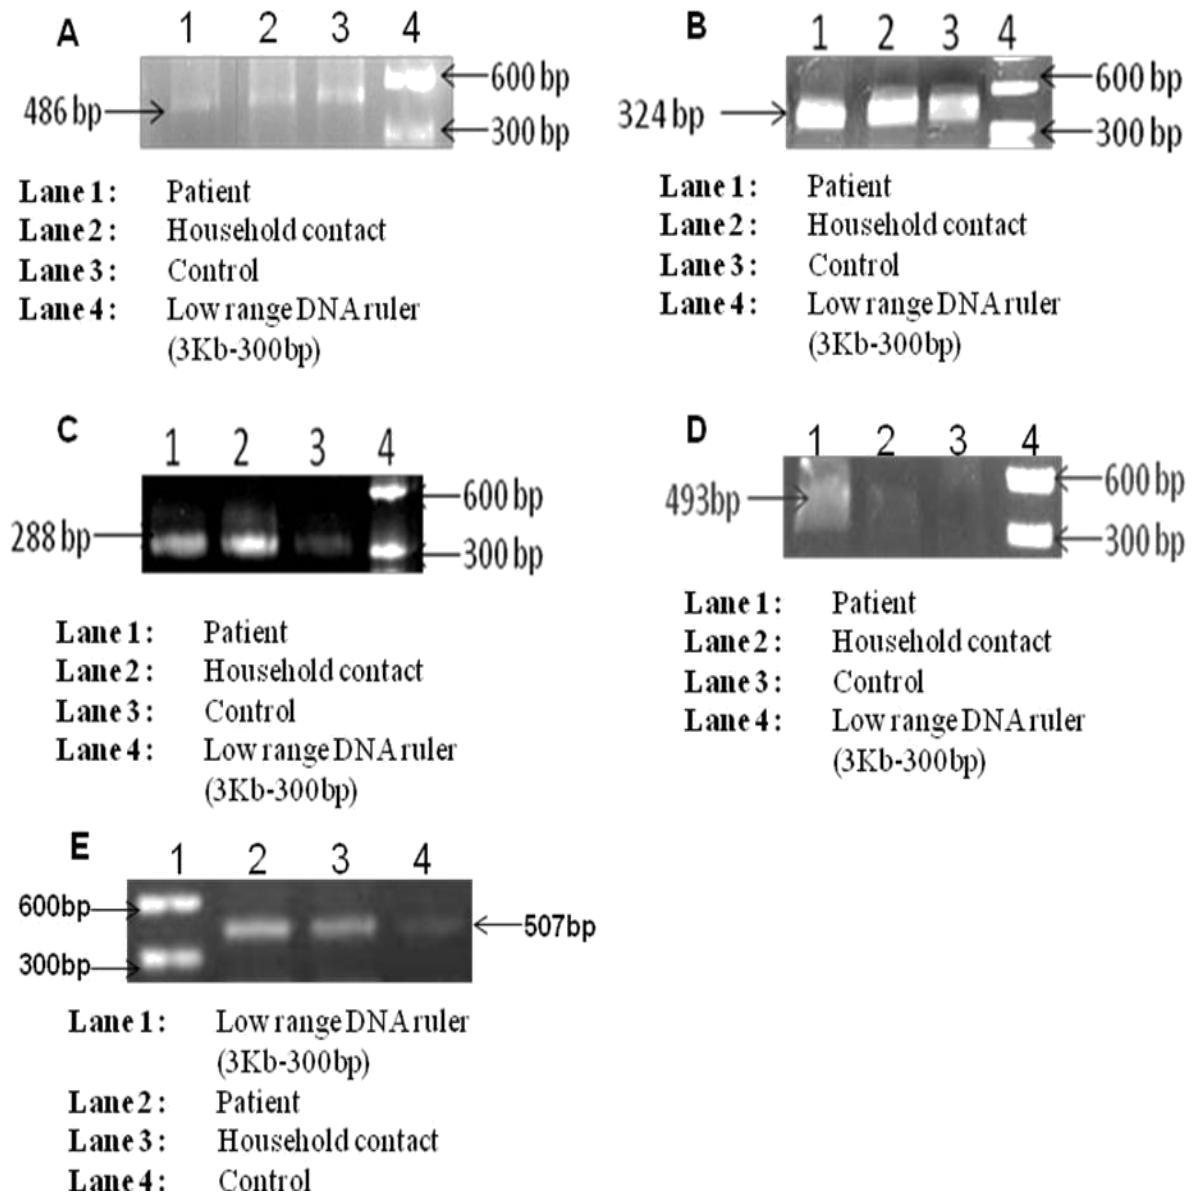 A
1 2 3 4
600 bp
486 bp
300 bp
Lane 1 : Patient
Lane 2 : Household contact
Lane 3 : Control
Lane 4 : Low range DNA ruler
(3Kb-300bp)
B
1 2 3 4
600 bp
324 bp
300 bp
Lane 1 : Patient
Lane 2 : Household contact
Lane 3 : Control
Lane 4 : Low range DNA ruler
(3Kb-300bp)
C
1 2 3 4
600 bp
288 bp
300 bp
Lane 1 : Patient
Lane 2 : Household contact
Lane 3 : Control
Lane 4 : Low range DNA ruler
(3Kb-300bp)
D
1 2 3 4
600 bp
493bp
300 bp
Lane 1 : Patient
Lane 2 : Household contact
Lane 3 : Control
Lane 4 : Low range DNA ruler
(3Kb-300bp)
E
1 2 3 4
600bp
507bp
300bp
Lane 1 : Low range DNA ruler
(3Kb-300bp)
Lane 2 : Patient
Lane 3 : Household contact
Lane 4 : Control